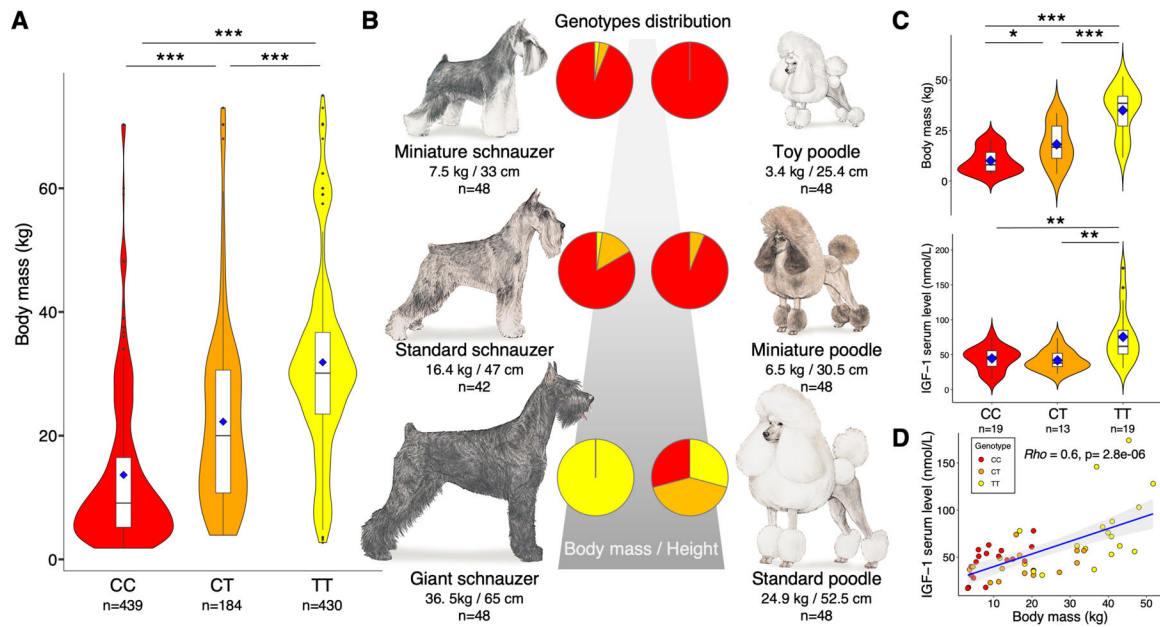 A
***
***
***
Body mass (kg)
60
40
20
0
CC
CT
TT
n=439
n=184
n=430
B
Genotypes distribution
Miniature schnauzer
7.5 kg / 33 cm
n=48
Toy poodle
3.4 kg / 25.4 cm
n=48
Standard schnauzer
16.4 kg / 47 cm
n=42
Miniature poodle
6.5 kg / 30.5 cm
n=48
Body mass / Height
Giant schnauzer
36. 5kg / 65 cm
n=48
Standard poodle
24.9 kg / 52.5 cm
n=48
C
***
*
***
Body mass (kg)
50
25
0
**
**
IGF-1 serum level (nmol/L)
200
150
100
50
0
CC
CT
TT
n=19
n=13
n=19
D
Genotype
CC
CT
TT
Rho = 0.6, p= 2.8e-06
IGF-1 serum level (nmol/L)
150
100
50
10
20
30
40
50
Body mass (kg)